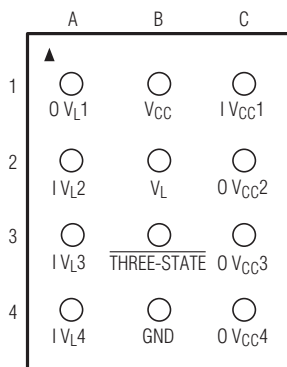 A B C
1
O VL1 VCC I VCC1
2
I VL2 VL O VCC2
3
I VL3 THREE-STATE O VCC3
4
I VL4 GND O VCC4